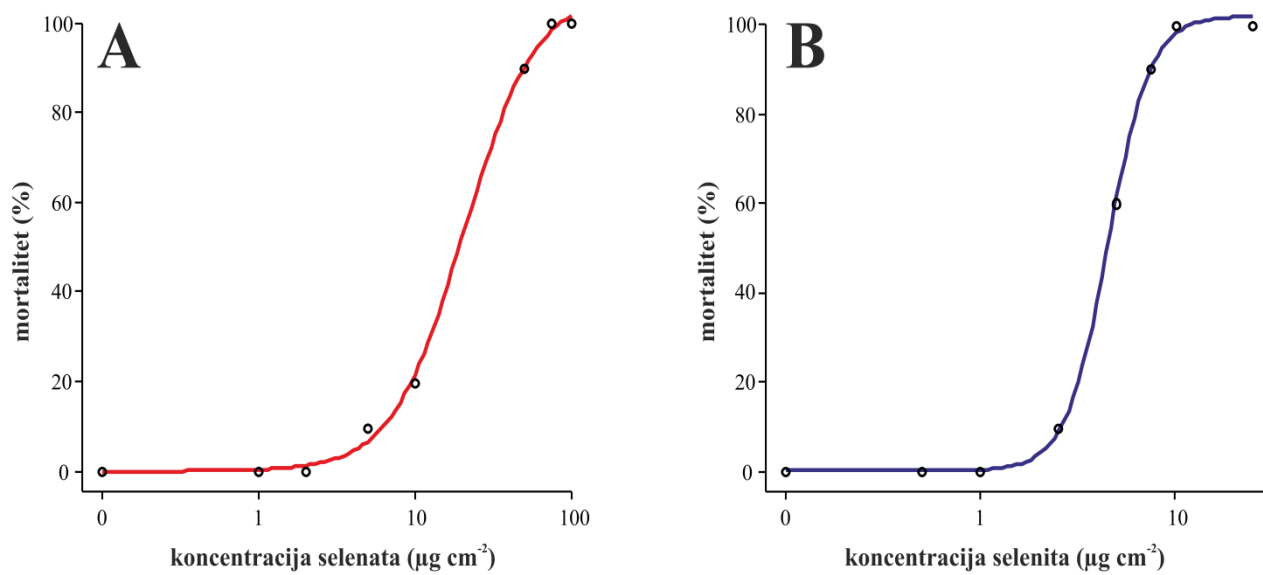 A
100
80
60
40
20
0
mortalitet (%)
0 1 10 100
koncentracija selenata (µg cm⁻²)
B
100
80
60
40
20
0
mortalitet (%)
0 1 10
koncentracija selenita (µg cm⁻²)